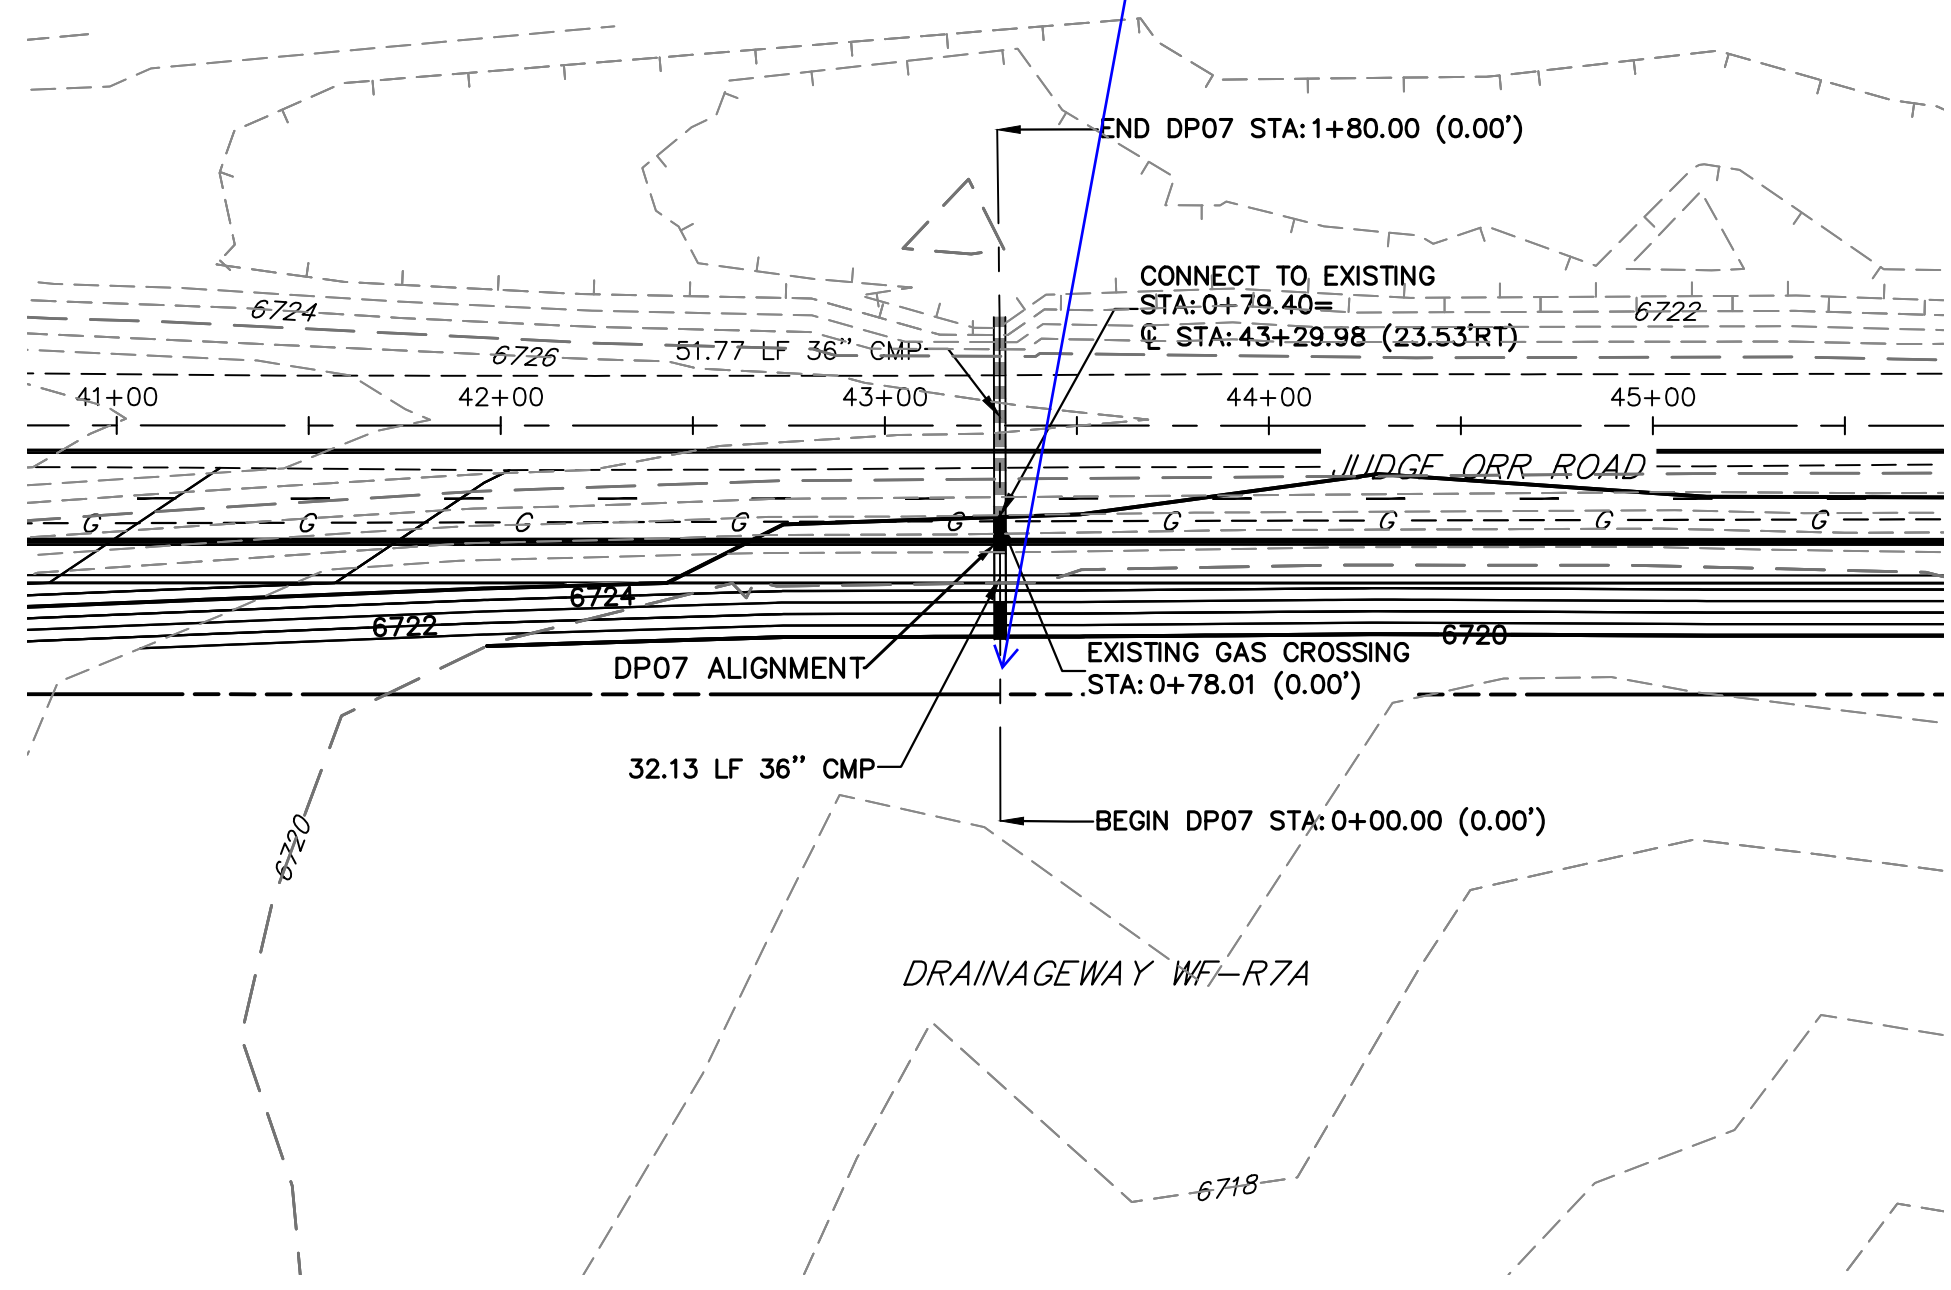 END DP07 STA:1+80.00 (0.00')
CONNECT TO EXISTING
STA:0+79.40=
℄ STA:43+29.98 (23.53'RT)
6724
6722
6726
51.77 LF 36" CMP
41+00
42+00
43+00
44+00
45+00
JUDGE ORR ROAD
G G G G G G G G G
6724
6722
6720
EXISTING GAS CROSSING
STA:0+78.01 (0.00')
DP07 ALIGNMENT
32.13 LF 36" CMP
BEGIN DP07 STA:0+00.00 (0.00')
6720
DRAINAGEWAY WF-R7A
6718